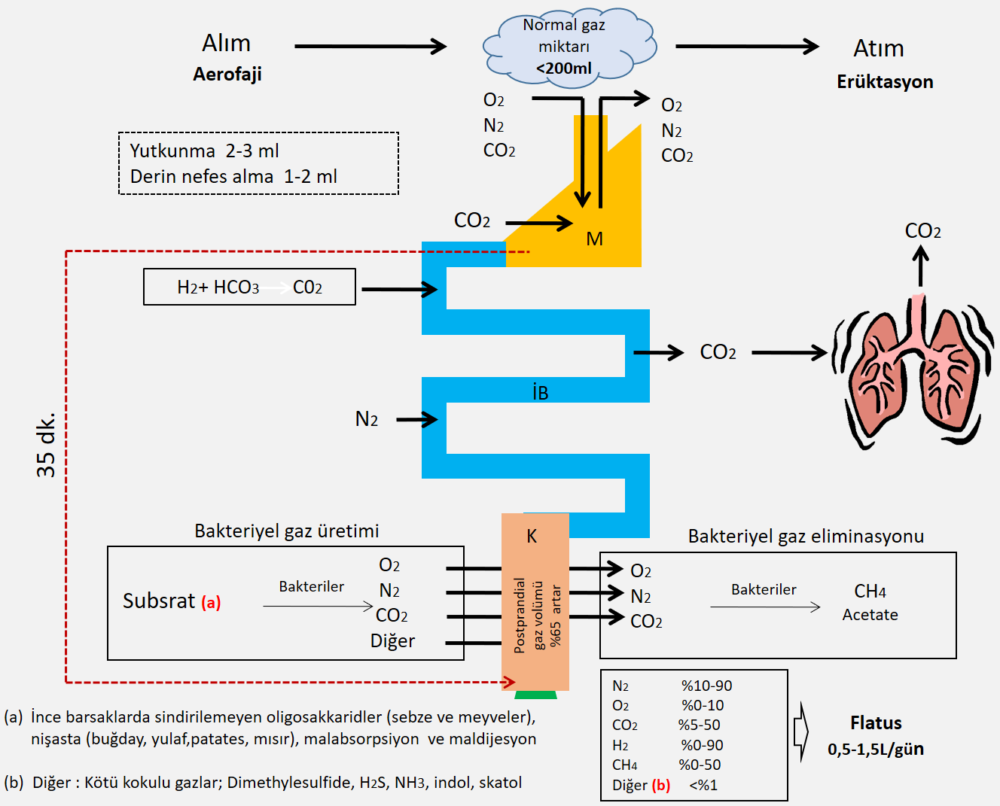 Alım
Aerofaji
Normal gaz
miktarı
<200ml
Atım
Erüktasyon
O2
N2
CO2
O2
N2
CO2
Yutkunma  2-3 ml
Derin nefes alma  1-2 ml
CO2
M
CO2
H2+ HCO3 → C02
CO2
İB
N2
35 dk.
Bakteriyel gaz üretimi
K
Bakteriyel gaz eliminasyonu
Subsrat (a)
Bakteriler
O2
N2
CO2
Diğer
Postprandial
gaz volümü
%65  artar
O2
N2
CO2
Bakteriler
CH4
Acetate
N2 %10-90
O2 %0-10
CO2 %5-50
H2 %0-90
CH4 %0-50
Diğer (b) <%1
Flatus
0,5-1,5L/gün
(a)  İnce barsaklarda sindirilemeyen oligosakkaridler (sebze ve meyveler),
nişasta (buğday, yulaf,patates, mısır), malabsorpsiyon  ve maldijesyon
(b)  Diğer : Kötü kokulu gazlar; Dimethylesulfide, H2S, NH3, indol, skatol